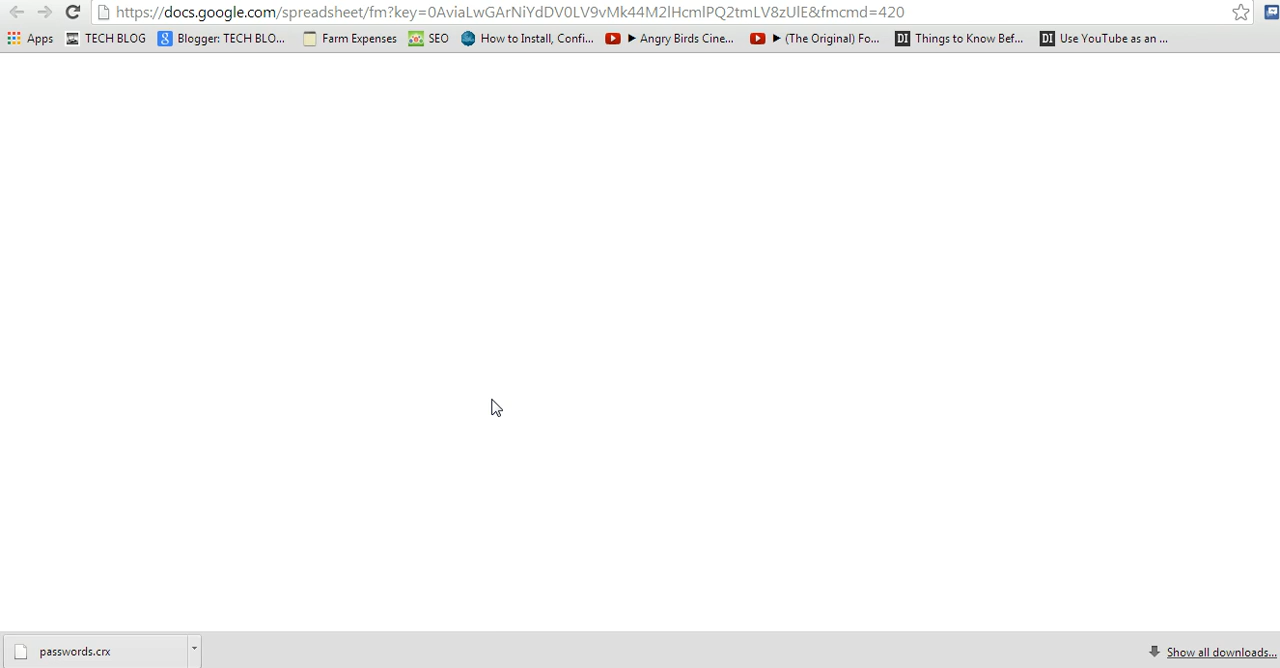 https://docs.google.com/spreadsheet/fm?key=0AviaLwGArNiYdDV0LV9vMk44M2lHcmlPQ2tmLV8zUlE&fmcmd=420
Apps TECH BLOG Blogger: TECH BLO... Farm Expenses SEO How to Install, Confi... ► Angry Birds Cine... ► (The Original) Fo... DI Things to Know Bef... DI Use YouTube as an ...
passwords.crx Show all downloads...